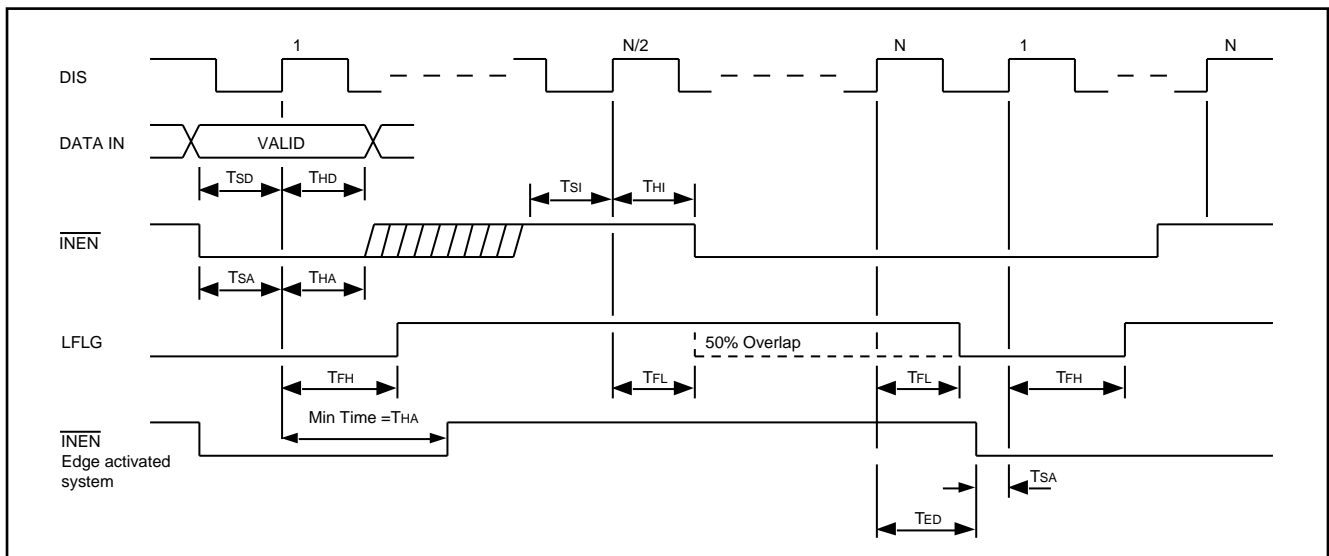 1 N/2 N 1 N
DIS
DATA IN VALID
TSD THD TSI THI
INEN
TSA THA
LFLG 50% Overlap
TFH TFL TFL TFH
Min Time =THA
INEN
Edge activated
system
TSA
TED